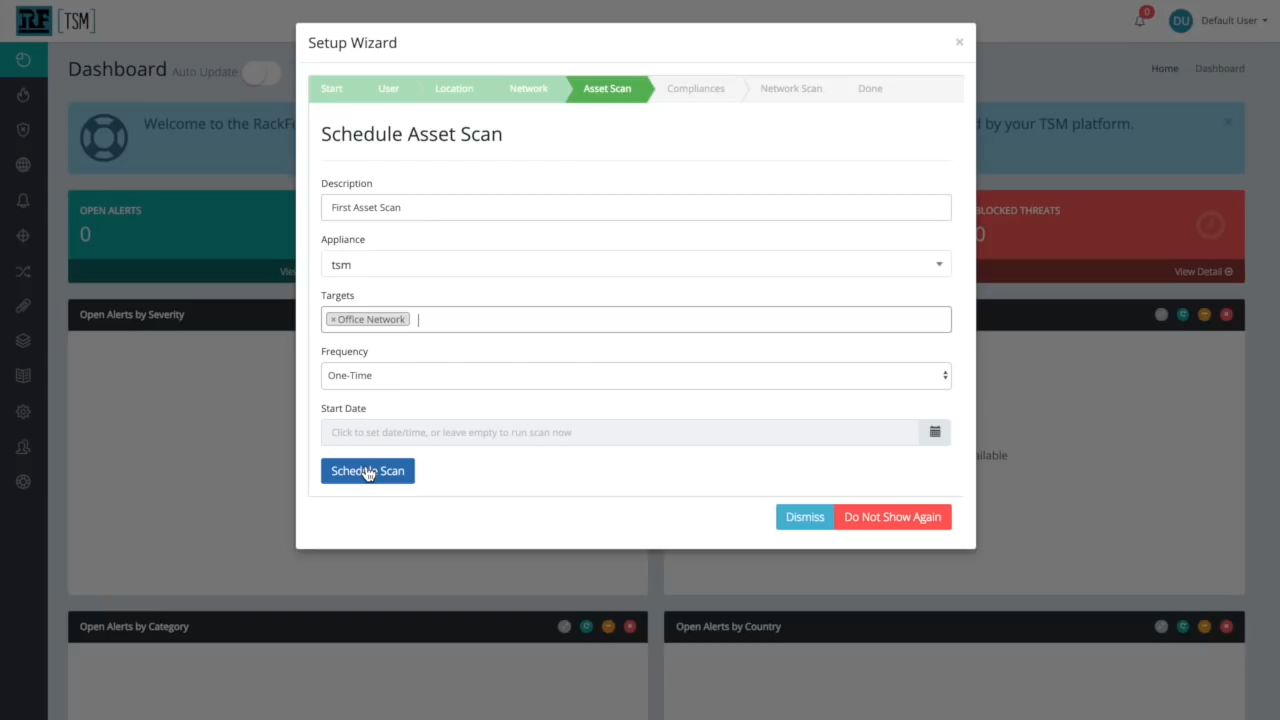 RF [TSM]
0
DU Default User
Dashboard Auto Update
Home Dashboard
Welcome to the RackF
d by your TSM platform.
×
OPEN ALERTS
0
BLOCKED THREATS
0
View Detail
Open Alerts by Severity
ailable
Open Alerts by Category
Open Alerts by Country
Setup Wizard
×
Start User Location Network Asset Scan Compliances Network Scan Done
Schedule Asset Scan
Description
First Asset Scan
Appliance
tsm
Targets
×Office Network
Frequency
One-Time
Start Date
Click to set date/time, or leave empty to run scan now
Schedule Scan
Dismiss Do Not Show Again